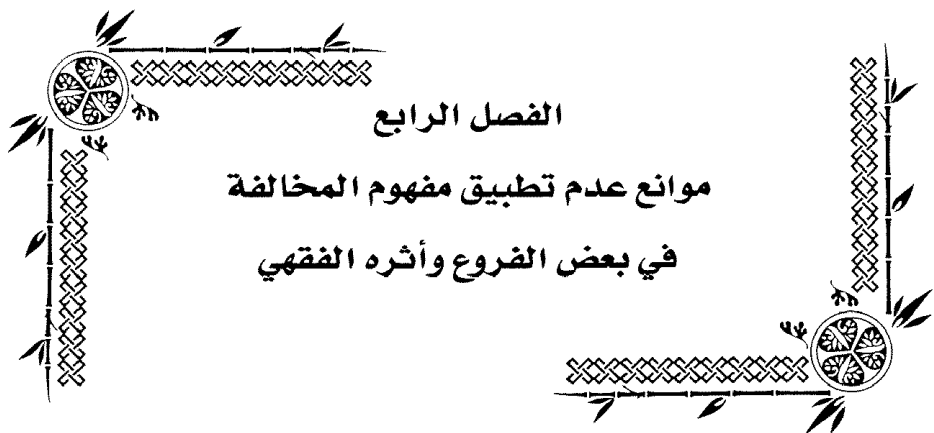 الفصل الرابع
موانع عدم تطبيق مفهوم المخالفة
في بعض الفروع وأثره الفقهي